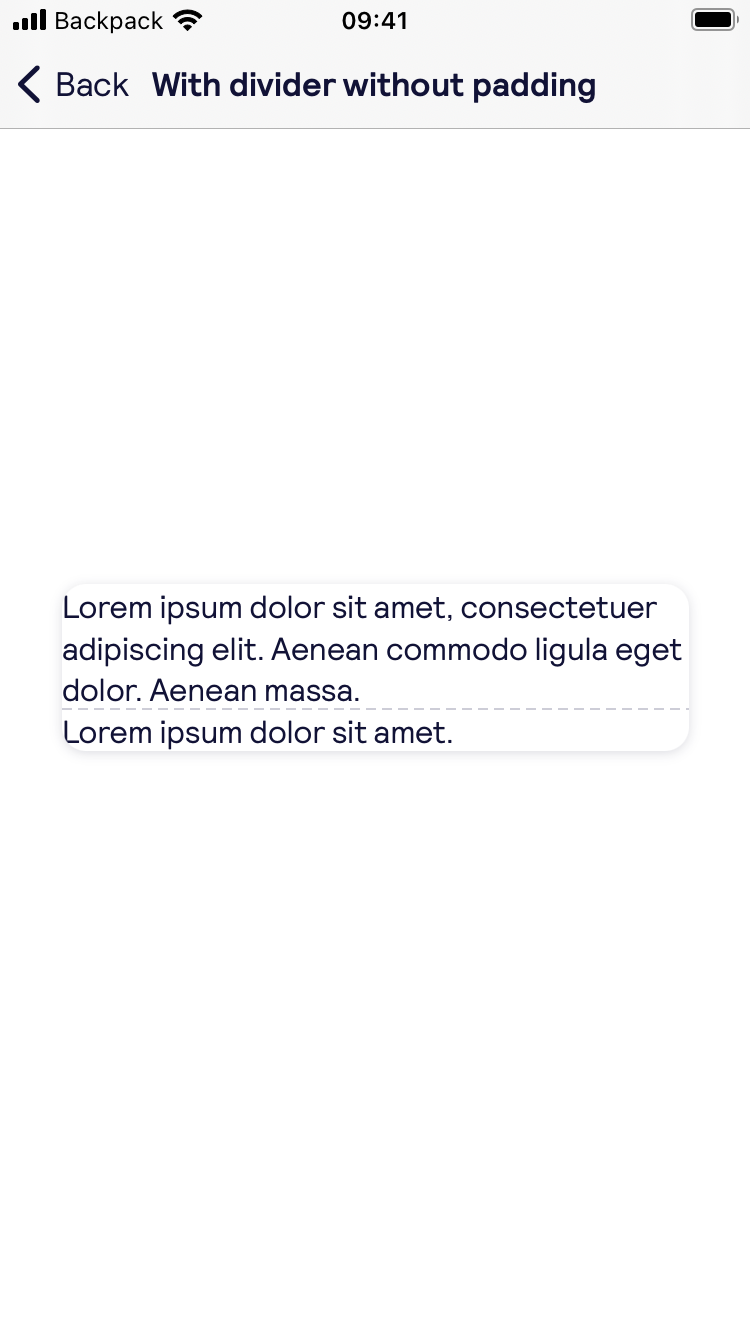 Backpack 09:41
Back With divider without padding
Lorem ipsum dolor sit amet, consectetuer
adipiscing elit. Aenean commodo ligula eget
dolor. Aenean massa.
Lorem ipsum dolor sit amet.